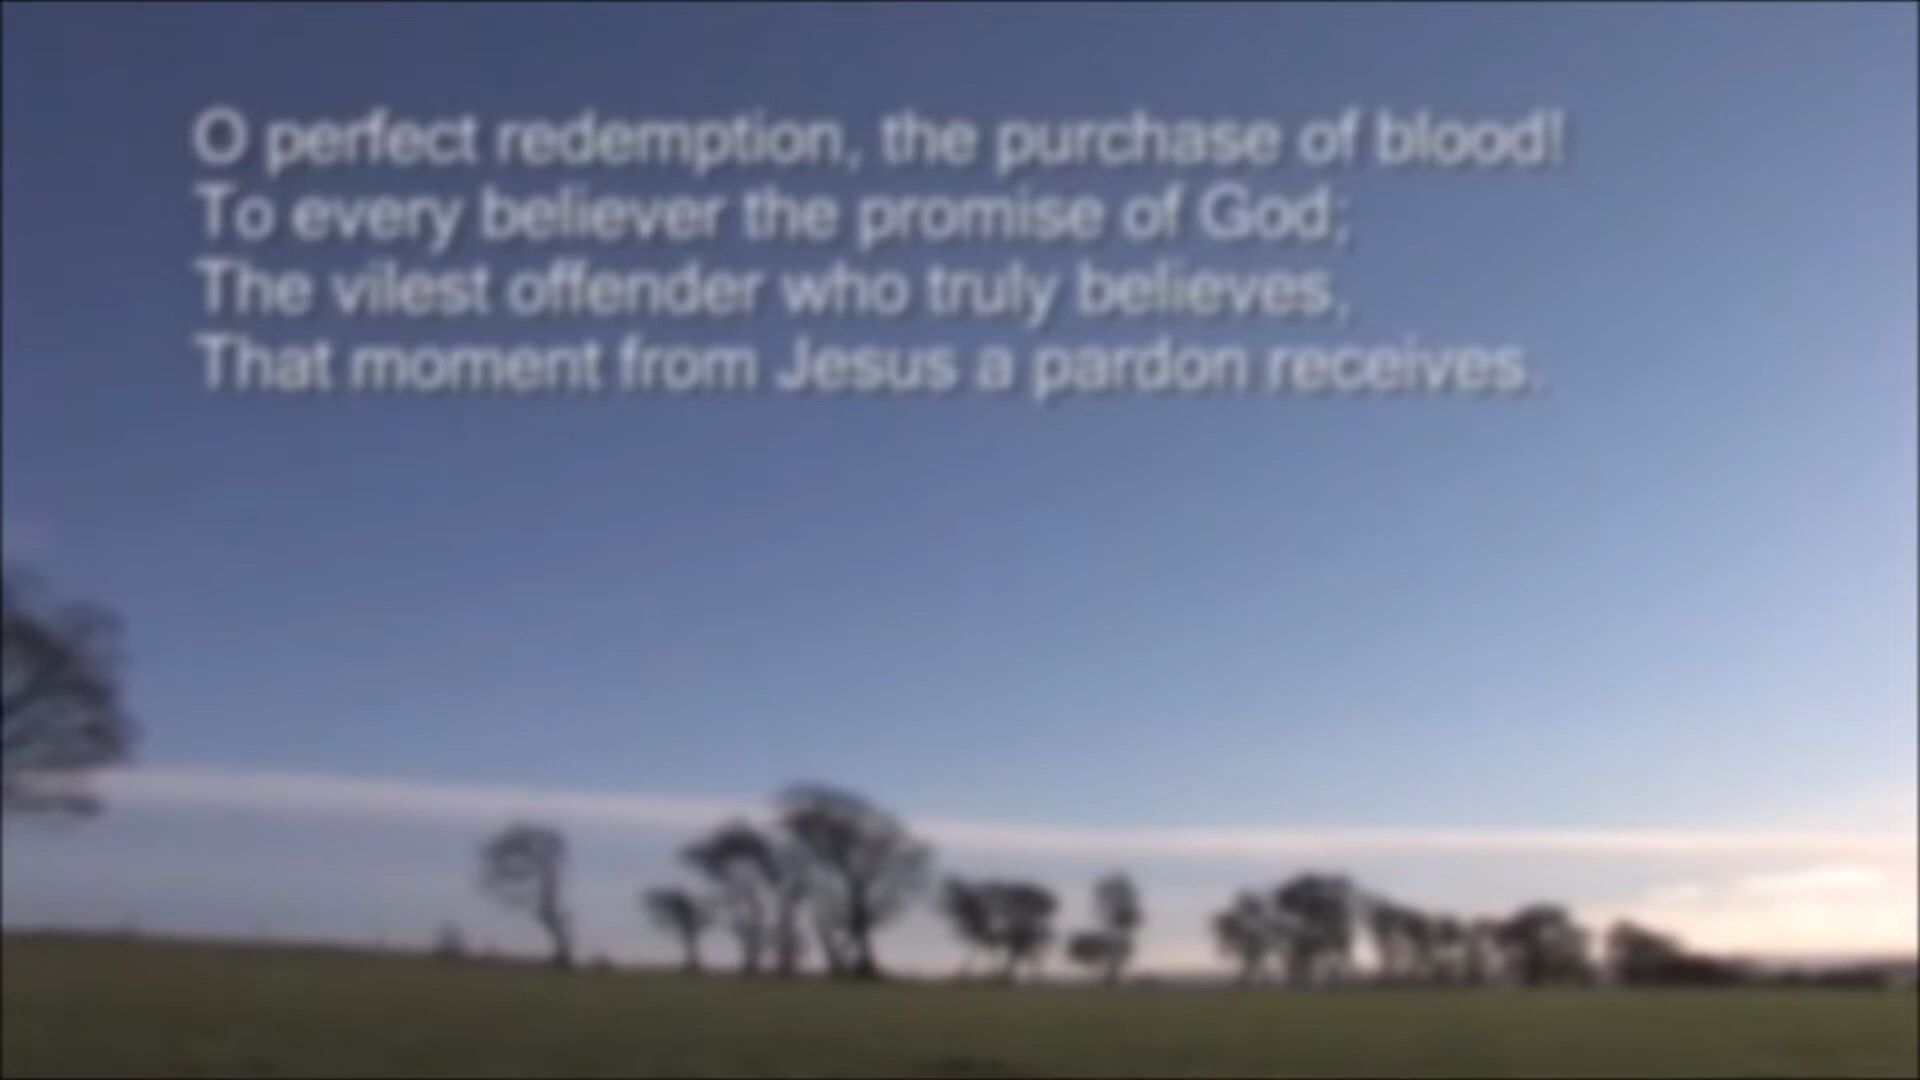 O perfect redemption, the purchase of blood!
To every believer the promise of God;
The vilest offender who truly believes,
That moment from Jesus a pardon receives.